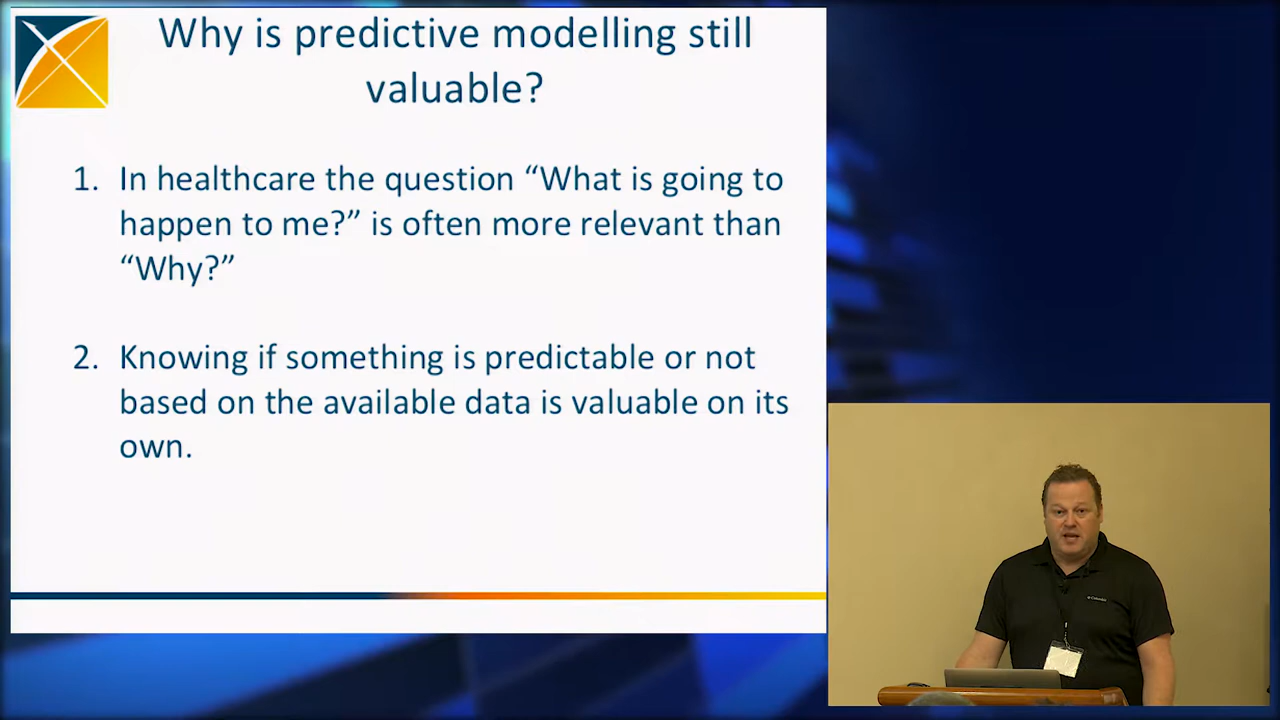 Why is predictive modelling still
valuable?
1. In healthcare the question “What is going to
happen to me?” is often more relevant than
“Why?”
2. Knowing if something is predictable or not
based on the available data is valuable on its
own.
Columbia